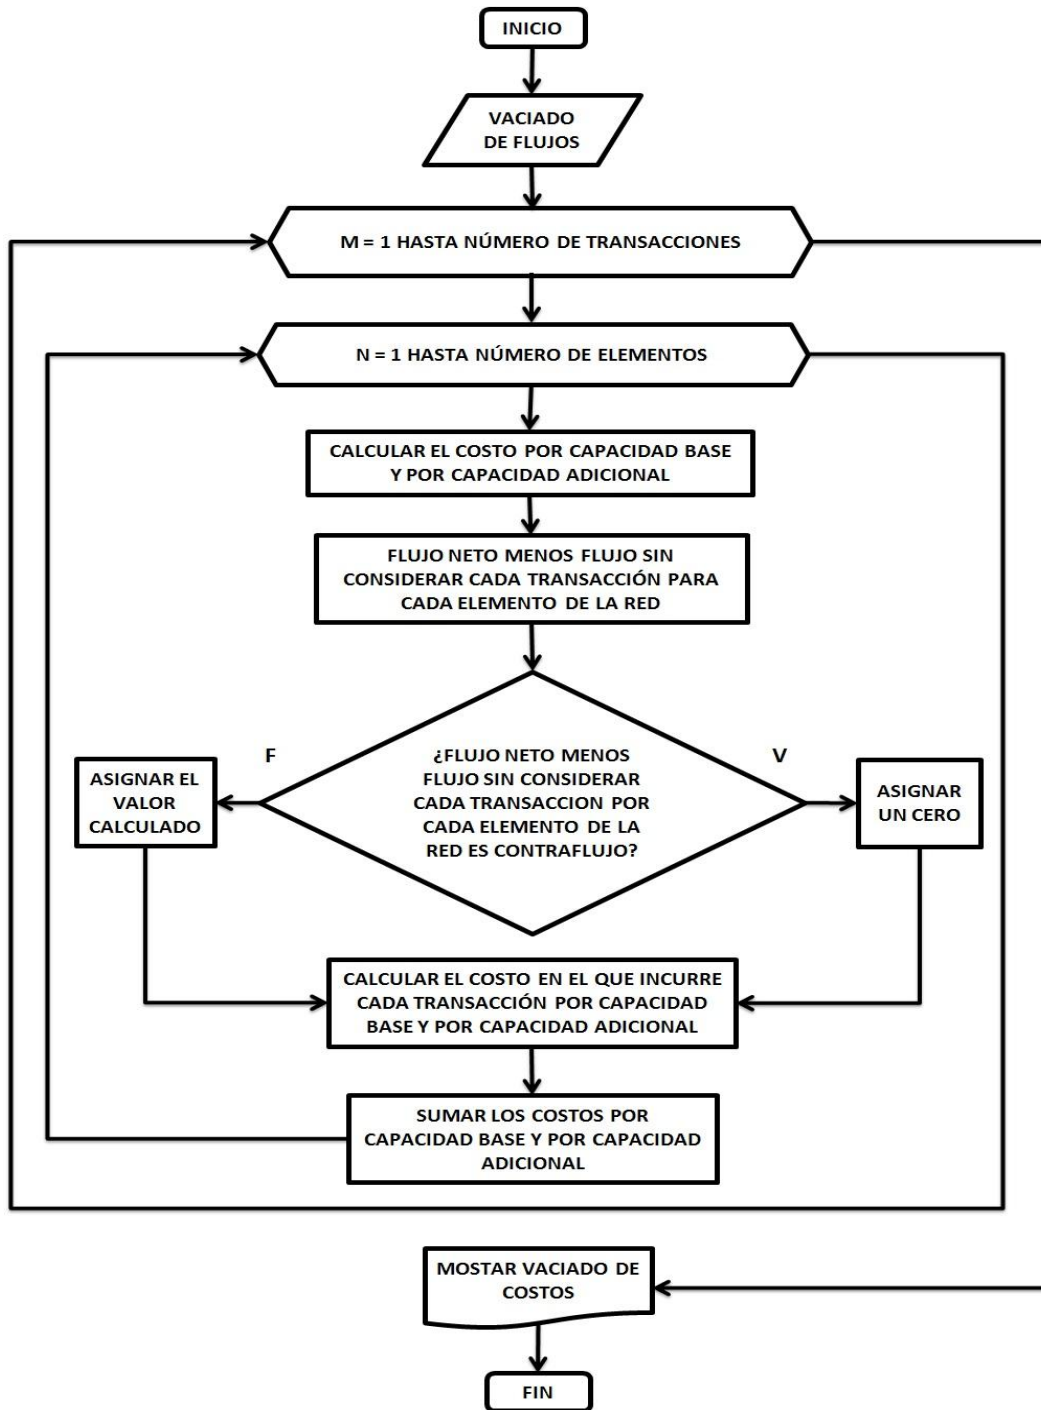 INICIO
VACIADO
DE FLUJOS
M = 1 HASTA NÚMERO DE TRANSACCIONES
N = 1 HASTA NÚMERO DE ELEMENTOS
CALCULAR EL COSTO POR CAPACIDAD BASE
Y POR CAPACIDAD ADICIONAL
FLUJO NETO MENOS FLUJO SIN
CONSIDERAR CADA TRANSACCIÓN PARA
CADA ELEMENTO DE LA RED
F
¿FLUJO NETO MENOS
FLUJO SIN CONSIDERAR
CADA TRANSACCION POR
CADA ELEMENTO DE LA
RED ES CONTRAFLUJO?
V
ASIGNAR EL
VALOR
CALCULADO
ASIGNAR
UN CERO
CALCULAR EL COSTO EN EL QUE INCURRE
CADA TRANSACCIÓN POR CAPACIDAD
BASE Y POR CAPACIDAD ADICIONAL
SUMAR LOS COSTOS POR
CAPACIDAD BASE Y POR CAPACIDAD
ADICIONAL
MOSTAR VACIADO DE
COSTOS
FIN